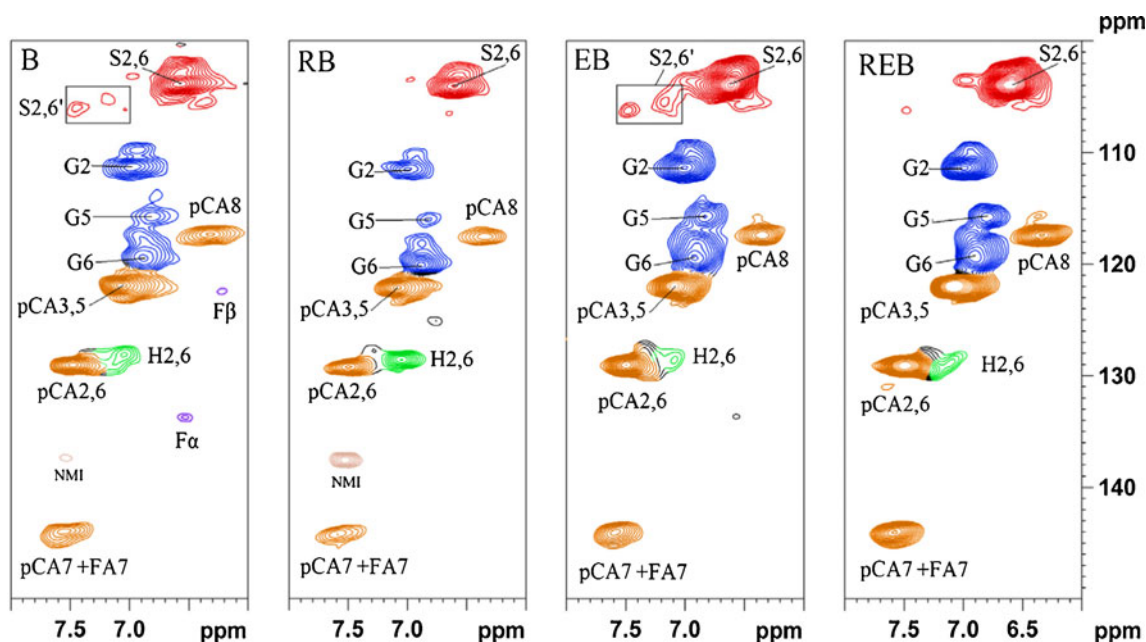 ppm
B
S2,6
S2,6'
G2
G5
pCA8
G6
pCA3,5
Fβ
H2,6
pCA2,6
Fα
NMI
pCA7 +FA7
7.5 7.0 ppm
RB
S2,6
G2
pCA8
G5
G6
pCA3,5
H2,6
pCA2,6
NMI
pCA7 +FA7
7.5 7.0 ppm
EB
S2,6'
S2,6
G2
G5
G6
pCA8
pCA3,5
H2,6
pCA2,6
pCA7 +FA7
7.5 7.0 ppm
REB
S2,6
G2
G5
G6
pCA8
pCA3,5
H2,6
pCA2,6
pCA7 +FA7
7.5 7.0 6.5 ppm
110
120
130
140